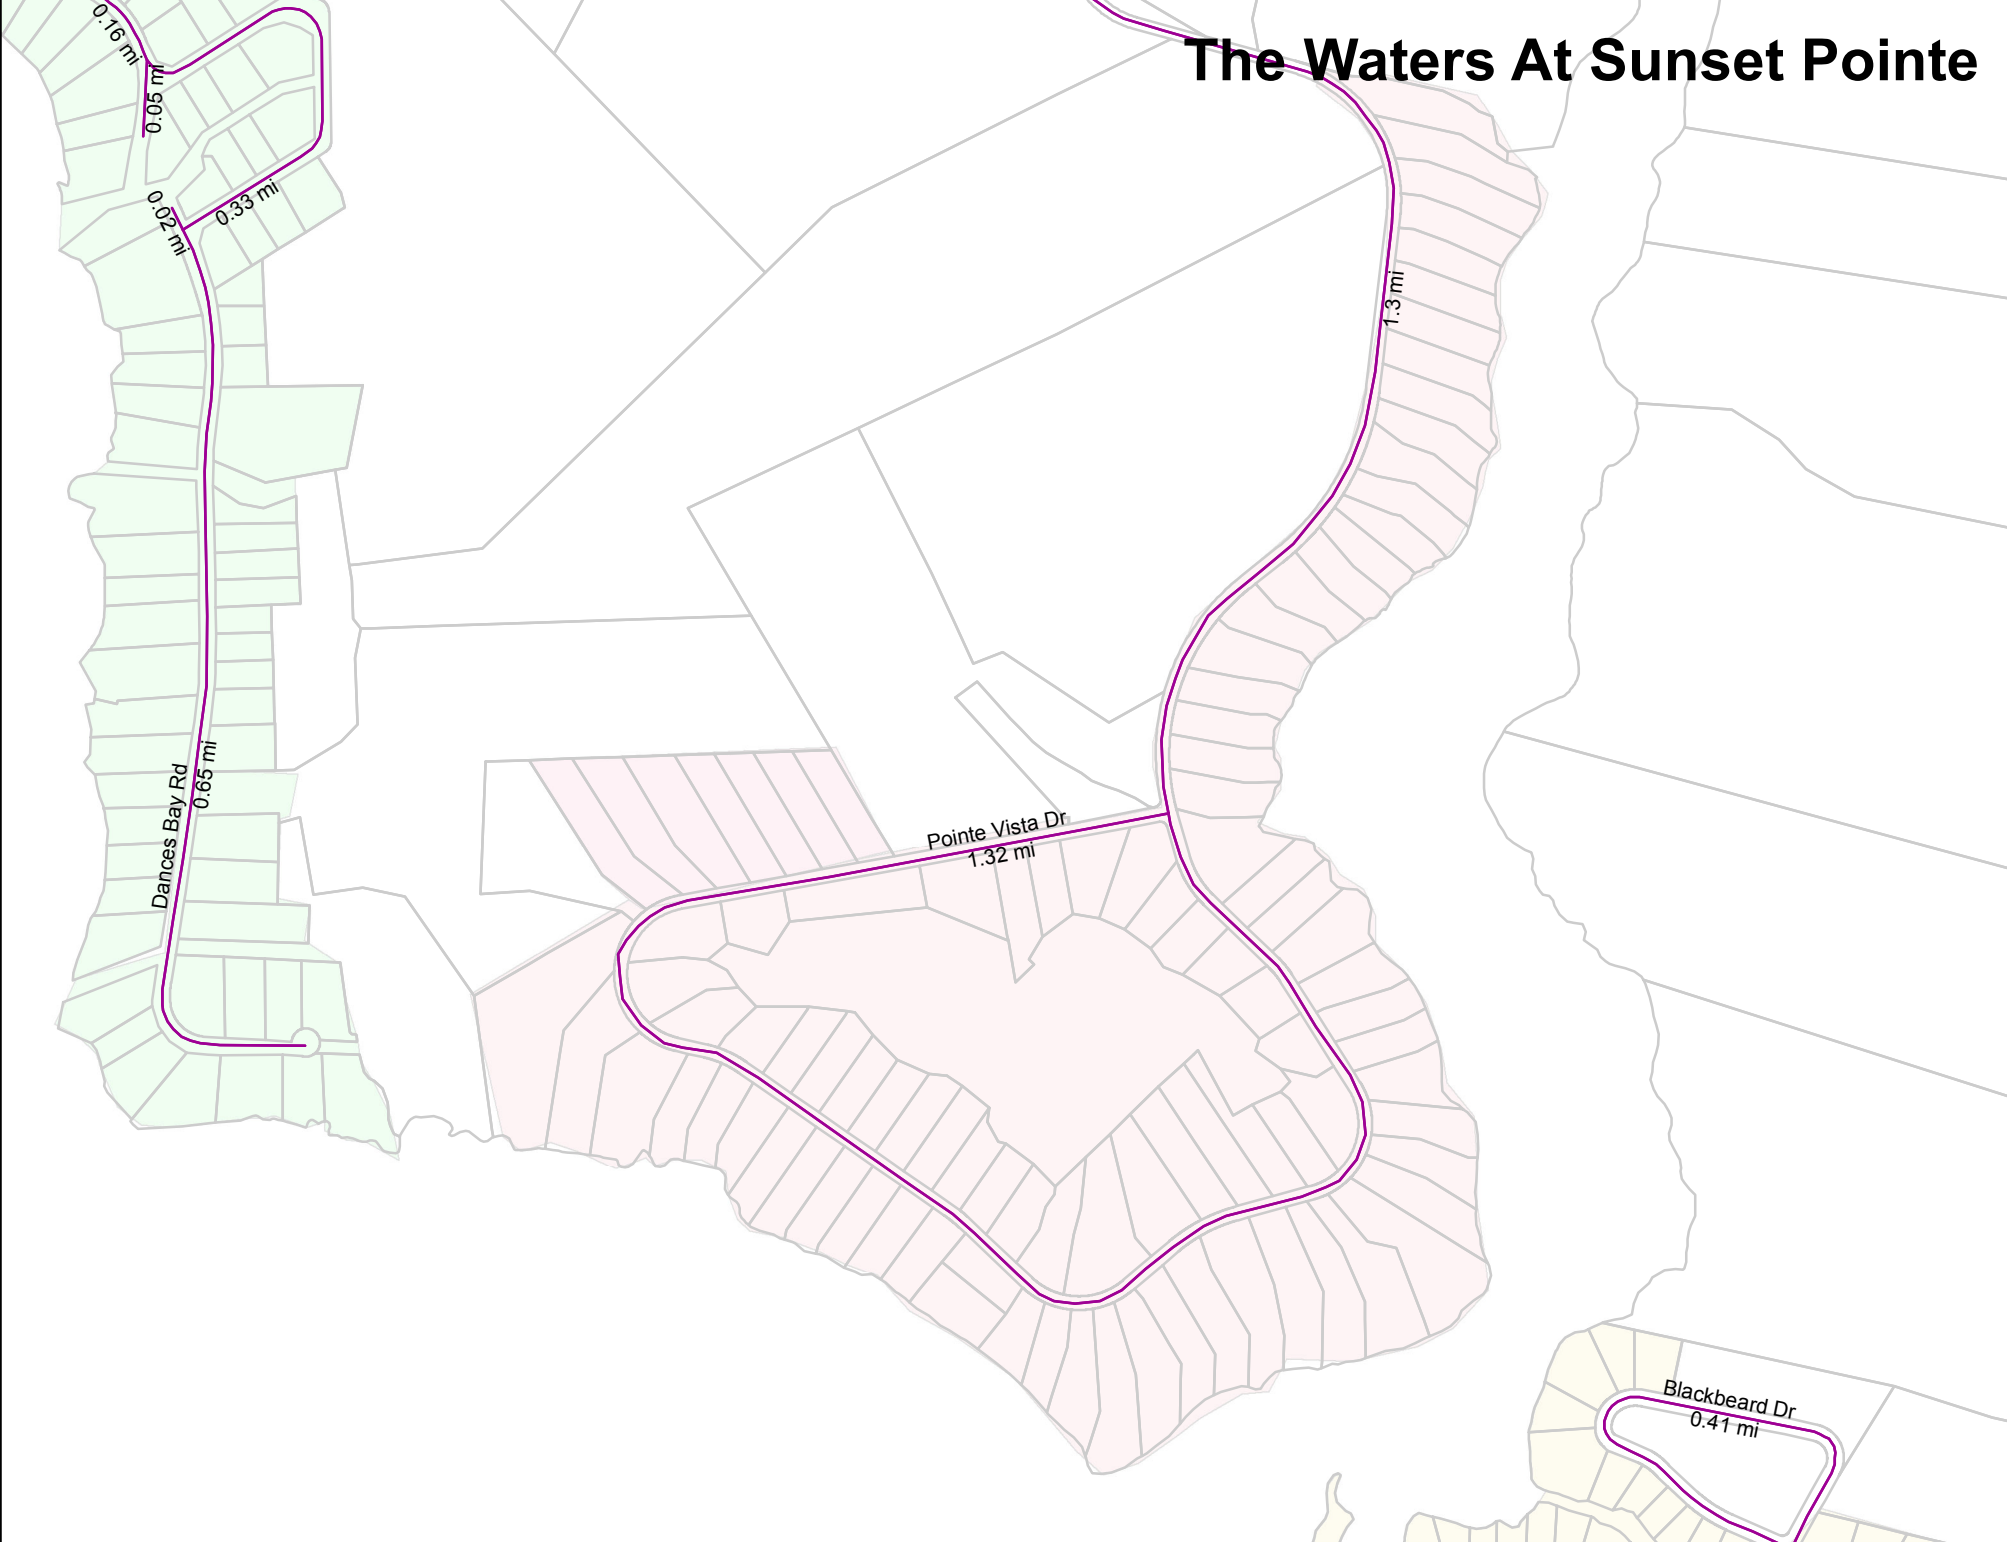 The Waters At Sunset Pointe
0.16 mi
0.05 mi
0.02 mi
0.33 mi
1.3 mi
Dances Bay Rd
0.65 mi
Pointe Vista Dr
1.32 mi
Blackbeard Dr
0.41 mi